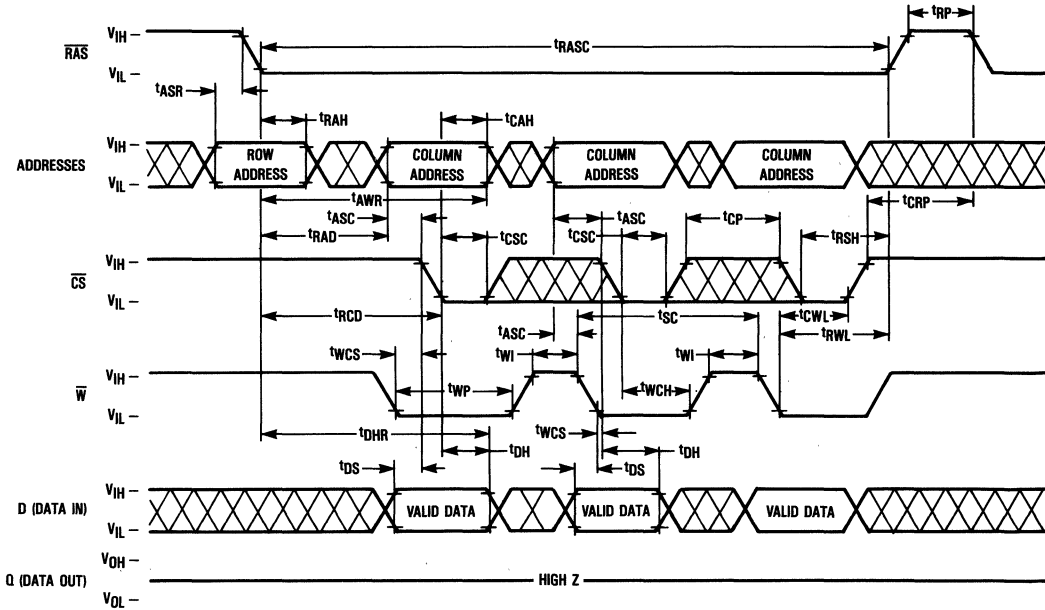 tRP
VIH
RAS
tRASC
VIL
tASR
tRAH
tCAH
VIH
ADDRESSES
ROW ADDRESS
COLUMN ADDRESS
COLUMN ADDRESS
COLUMN ADDRESS
VIL
tAWR
tCRP
tASC
tASC
tCP
tRAD
tCSC
tCSC
tRSH
VIH
CS
VIL
tRCD
tSC
tCWL
tASC
tRWL
tWCS
tWI
tWI
VIH
W
tWP
tWCH
VIL
tDHR
tWCS
tDH
tDH
tDS
tDS
VIH
D (DATA IN)
VALID DATA
VALID DATA
VALID DATA
VIL
VOH
Q (DATA OUT)
HIGH Z
VOL